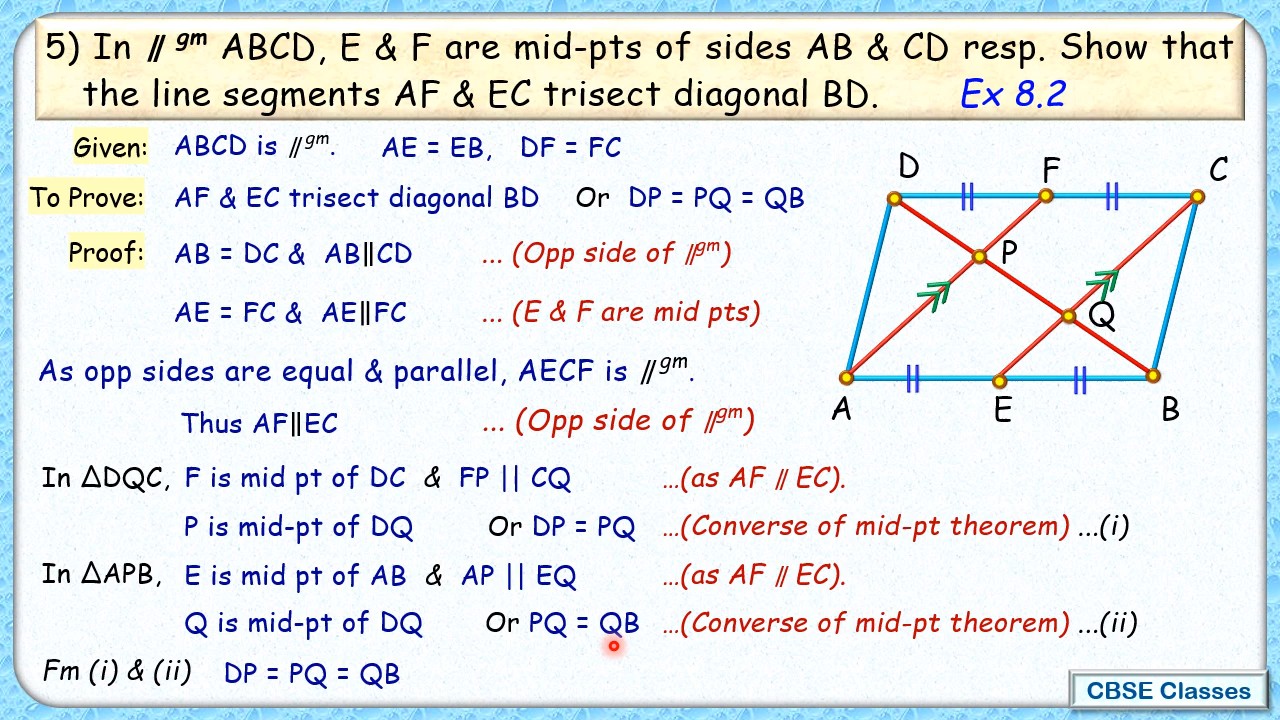 5) In ∥ gm ABCD, E & F are mid-pts of sides AB & CD resp. Show that
the line segments AF & EC trisect diagonal BD. Ex 8.2
Given: ABCD is ∥gm. AE = EB, DF = FC
To Prove: AF & EC trisect diagonal BD Or DP = PQ = QB
Proof: AB = DC & AB∥CD ... (Opp side of ∥gm)
AE = FC & AE∥FC ... (E & F are mid pts)
As opp sides are equal & parallel, AECF is ∥gm.
Thus AF∥EC ... (Opp side of ∥gm)
In ΔDQC, F is mid pt of DC & FP || CQ ...(as AF ∥ EC).
P is mid-pt of DQ Or DP = PQ ...(Converse of mid-pt theorem) ...(i)
In ΔAPB, E is mid pt of AB & AP || EQ ...(as AF ∥ EC).
Q is mid-pt of DQ Or PQ = QB ...(Converse of mid-pt theorem) ...(ii)
Fm (i) & (ii) DP = PQ = QB
D F C
P
Q
A E B
CBSE Classes